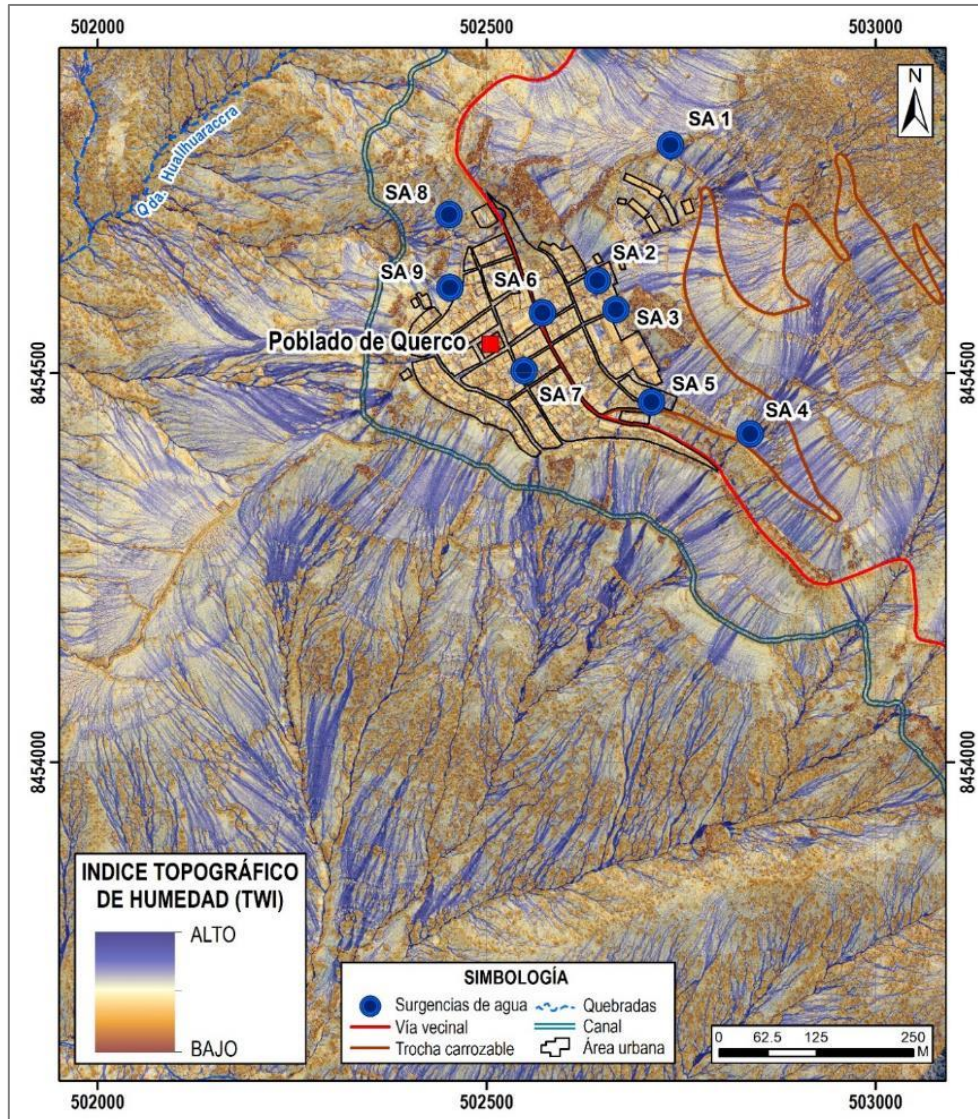 502000
502500
503000
N
SA 1
Qda. Huallhuaraccra
SA 8
SA 2
SA 9
SA 6
SA 3
Poblado de Querco
8454500
8454500
SA 5
SA 7
SA 4
8454000
8454000
INDICE TOPOGRÁFICO
DE HUMEDAD (TWI)
ALTO
BAJO
SIMBOLOGÍA
Surgencias de agua
Quebradas
Vía vecinal
Canal
Trocha carrozable
Área urbana
0 62.5 125 250
M
502000
502500
503000